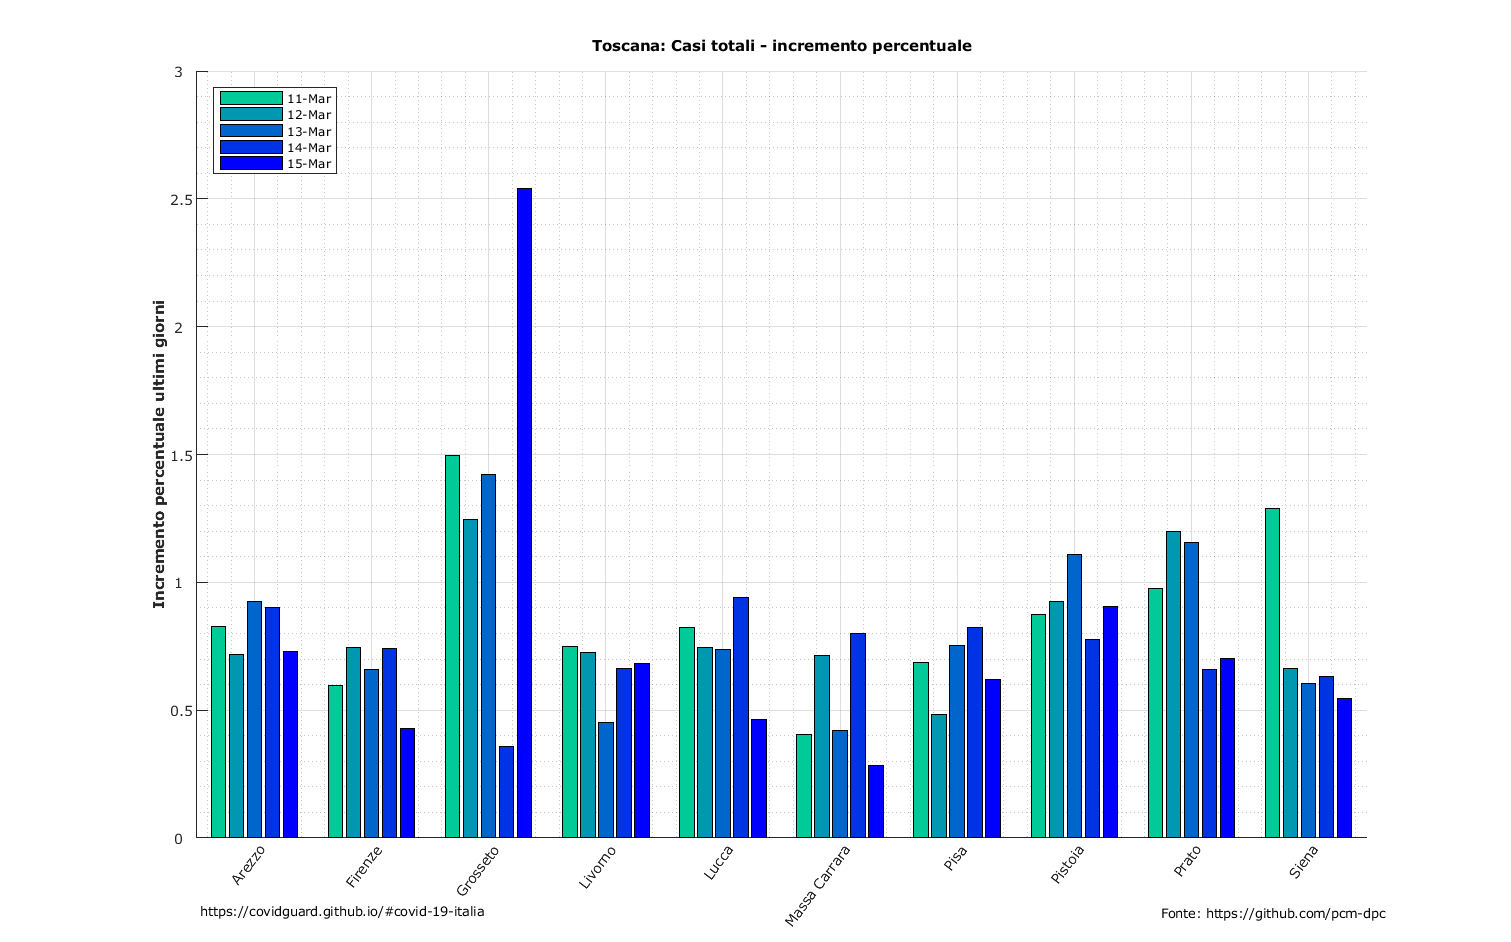 Toscana: Casi totali - incremento percentuale
3
2.5
2
1.5
1
0.5
0
Incremento percentuale ultimi giorni
11-Mar
12-Mar
13-Mar
14-Mar
15-Mar
Arezzo
Firenze
Grosseto
Livorno
Lucca
Massa Carrara
Pisa
Pistoia
Prato
Siena
https://covidguard.github.io/#covid-19-italia
Fonte: https://github.com/pcm-dpc